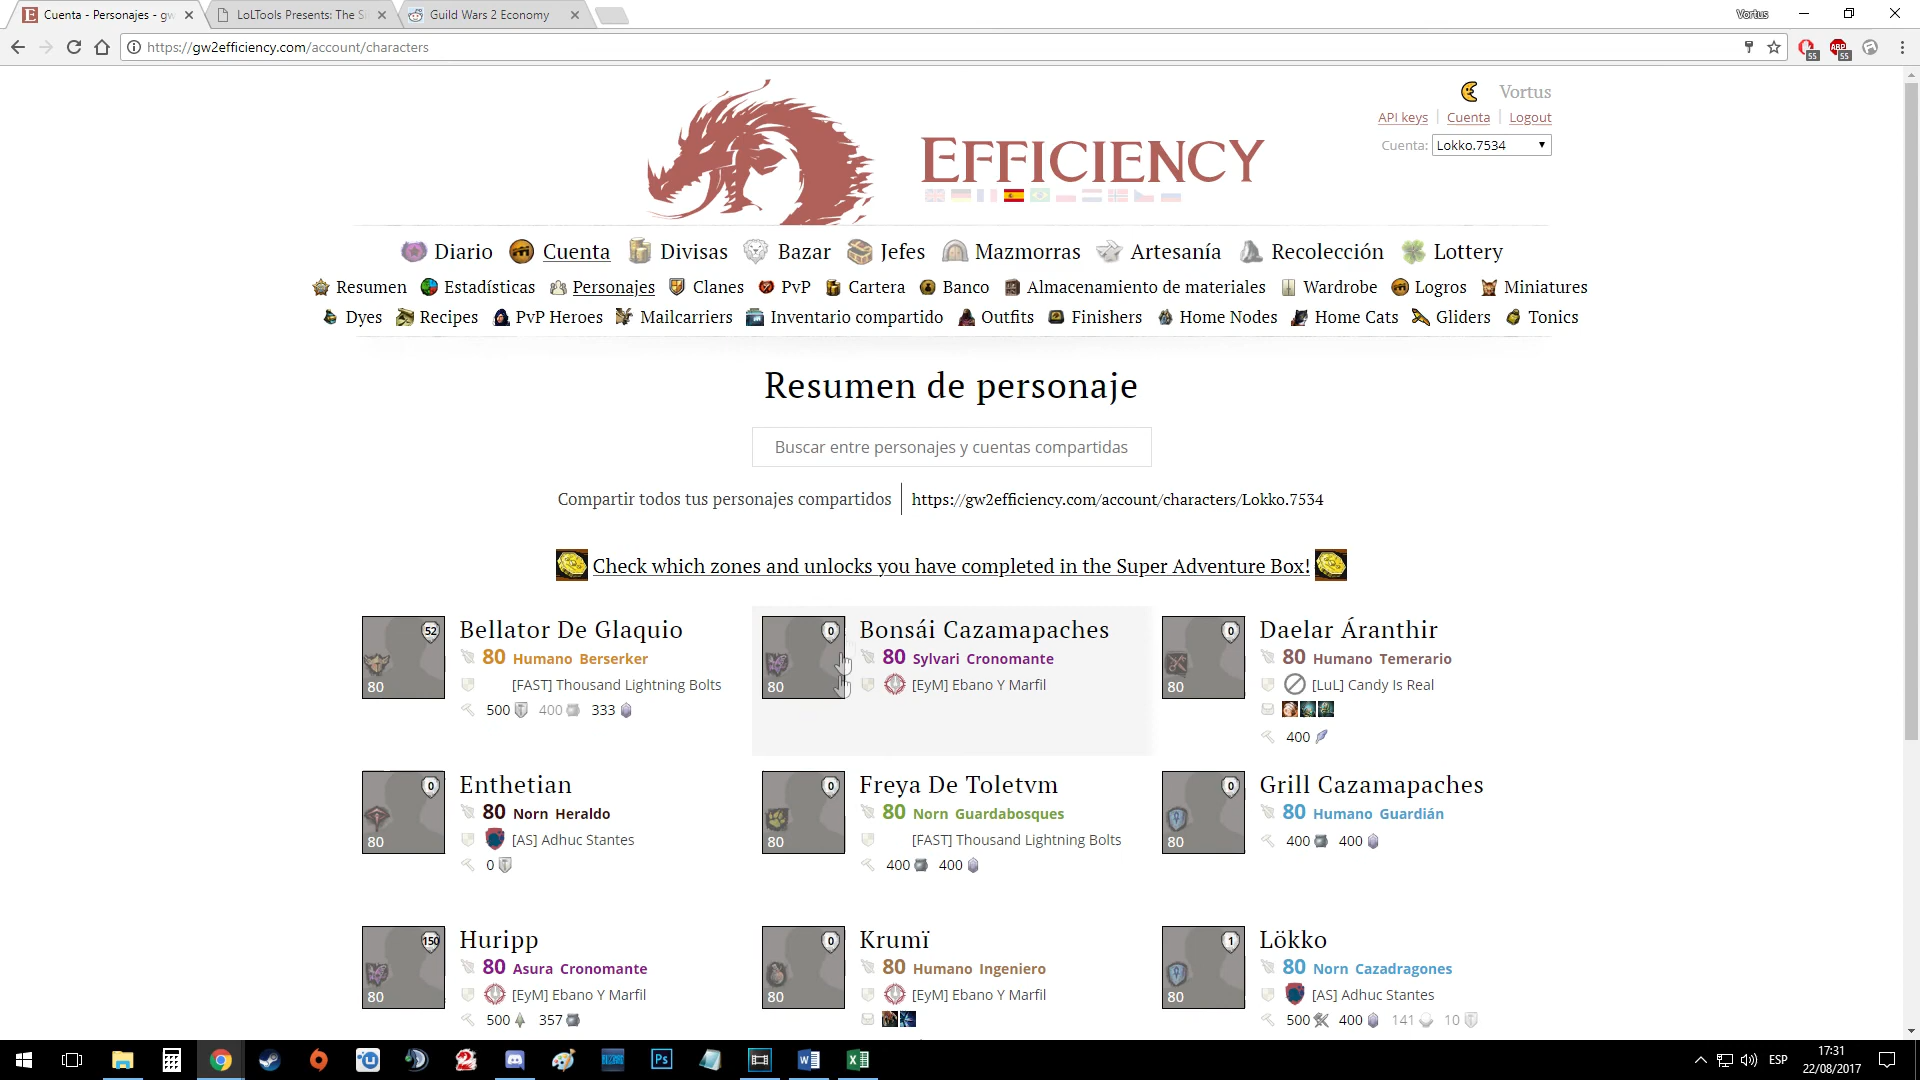 Cuenta - Personajes - gw
LoLTools Presents: The Si
Guild Wars 2 Economy
Vortus
https://gw2efficiency.com/account/characters
55
ABP
55
Vortus
API keys
Cuenta
Logout
Cuenta: Lokko.7534
EFFICIENCY
Diario Cuenta Divisas Bazar Jefes Mazmorras Artesanía Recolección Lottery
Resumen Estadísticas Personajes Clanes PvP Cartera Banco Almacenamiento de materiales Wardrobe Logros Miniatures
Dyes Recipes PvP Heroes Mailcarriers Inventario compartido Outfits Finishers Home Nodes Home Cats Gliders Tonics
Resumen de personaje
Buscar entre personajes y cuentas compartidas
Compartir todos tus personajes compartidos https://gw2efficiency.com/account/characters/Lokko.7534
Check which zones and unlocks you have completed in the Super Adventure Box!
52
80
Bellator De Glaquio
80 Humano Berserker
[FAST] Thousand Lightning Bolts
500 400 333
0
80
Bonsái Cazamapaches
80 Sylvari Cronomante
[EyM] Ebano Y Marfil
0
80
Daelar Áranthir
80 Humano Temerario
[LuL] Candy Is Real
400
0
80
Enthetian
80 Norn Heraldo
[AS] Adhuc Stantes
0
0
80
Freya De Toletvm
80 Norn Guardabosques
[FAST] Thousand Lightning Bolts
400 400
0
80
Grill Cazamapaches
80 Humano Guardián
400 400
150
80
Huripp
80 Asura Cronomante
[EyM] Ebano Y Marfil
500 357
0
80
Krumï
80 Humano Ingeniero
[EyM] Ebano Y Marfil
1
80
Lökko
80 Norn Cazadragones
[AS] Adhuc Stantes
500 400 141 10
Ps
ESP
17:31
22/08/2017